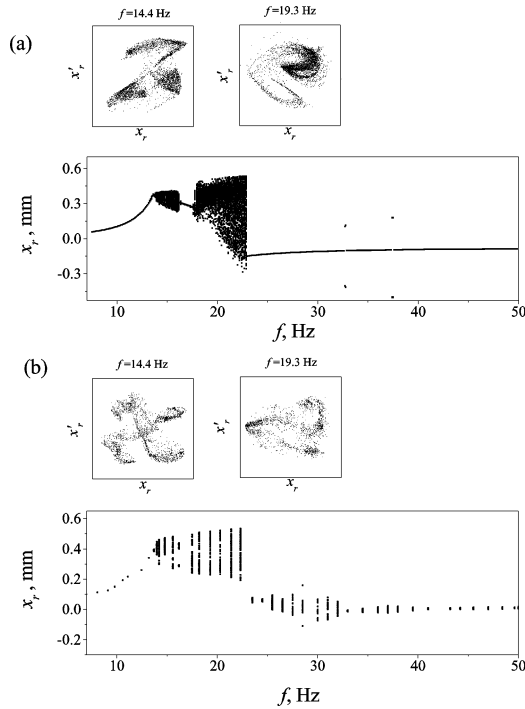 f=14.4 Hz
f=19.3 Hz
(a)
x'r
x'r
xr
xr
0.6
0.3
0.0
-0.3
xr, mm
10
20
30
40
50
f, Hz
(b)
f=14.4 Hz
f=19.3 Hz
x'r
x'r
xr
xr
0.6
0.4
0.2
0.0
-0.2
xr, mm
10
20
30
40
50
f, Hz